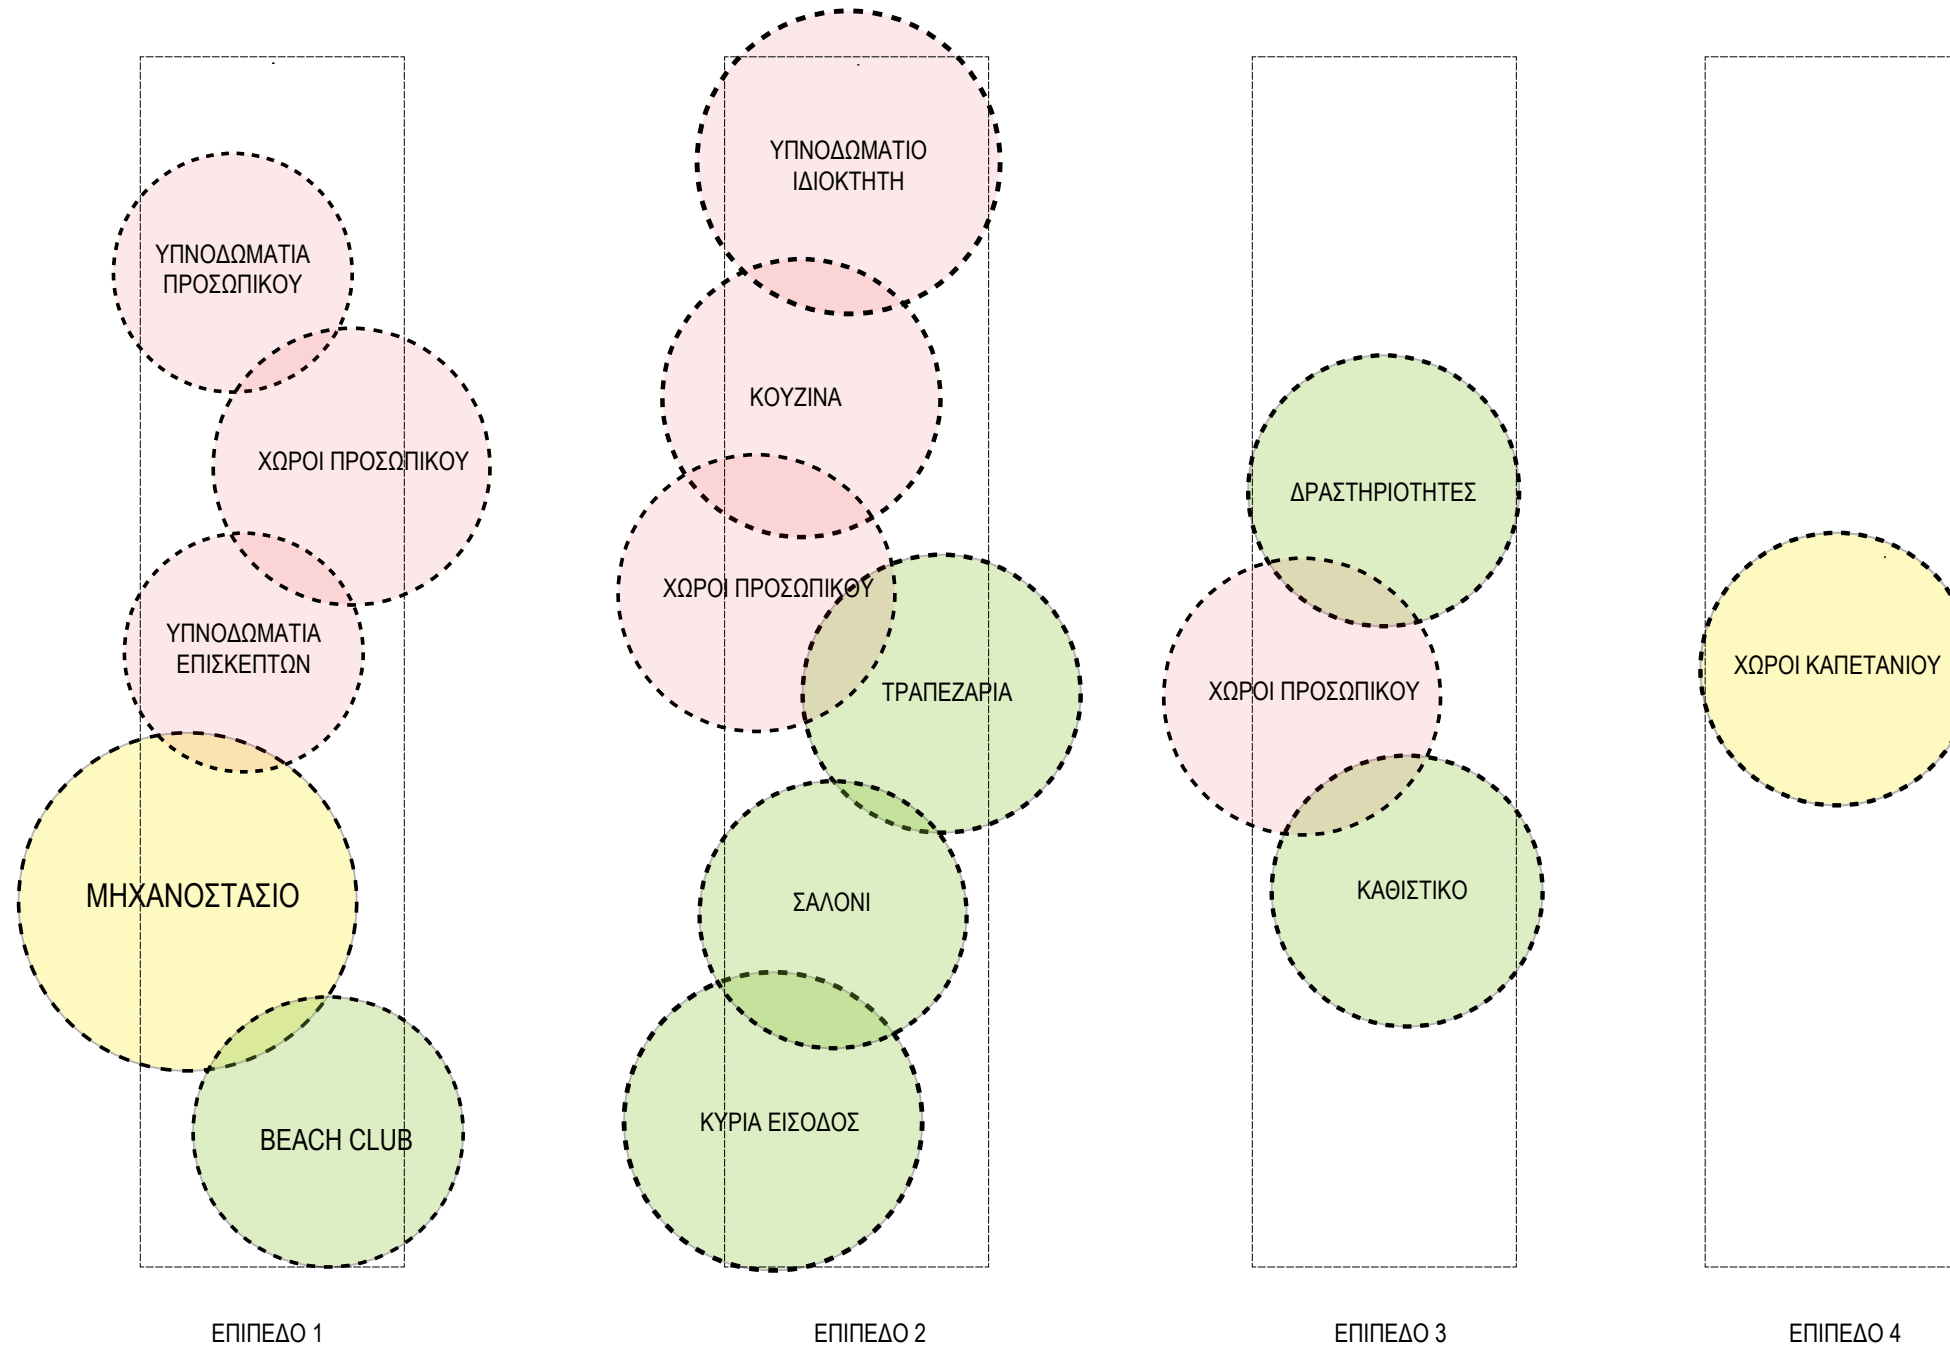 ΥΠΝΟΔΩΜΑΤΙΑ
ΠΡΟΣΩΠΙΚΟΥ
ΧΩΡΟΙ ΠΡΟΣΩΠΙΚΟΥ
ΥΠΝΟΔΩΜΑΤΙΑ
ΕΠΙΣΚΕΠΤΩΝ
ΜΗΧΑΝΟΣΤΑΣΙΟ
BEACH CLUB
ΕΠΙΠΕΔΟ 1
ΥΠΝΟΔΩΜΑΤΙΟ
ΙΔΙΟΚΤΗΤΗ
ΚΟΥΖΙΝΑ
ΧΩΡΟΙ ΠΡΟΣΩΠΙΚΟΥ
ΤΡΑΠΕΖΑΡΙΑ
ΣΑΛΟΝΙ
ΚΥΡΙΑ ΕΙΣΟΔΟΣ
ΕΠΙΠΕΔΟ 2
ΔΡΑΣΤΗΡΙΟΤΗΤΕΣ
ΧΩΡΟΙ ΠΡΟΣΩΠΙΚΟΥ
ΚΑΘΙΣΤΙΚΟ
ΕΠΙΠΕΔΟ 3
ΧΩΡΟΙ ΚΑΠΕΤΑΝΙΟΥ
ΕΠΙΠΕΔΟ 4